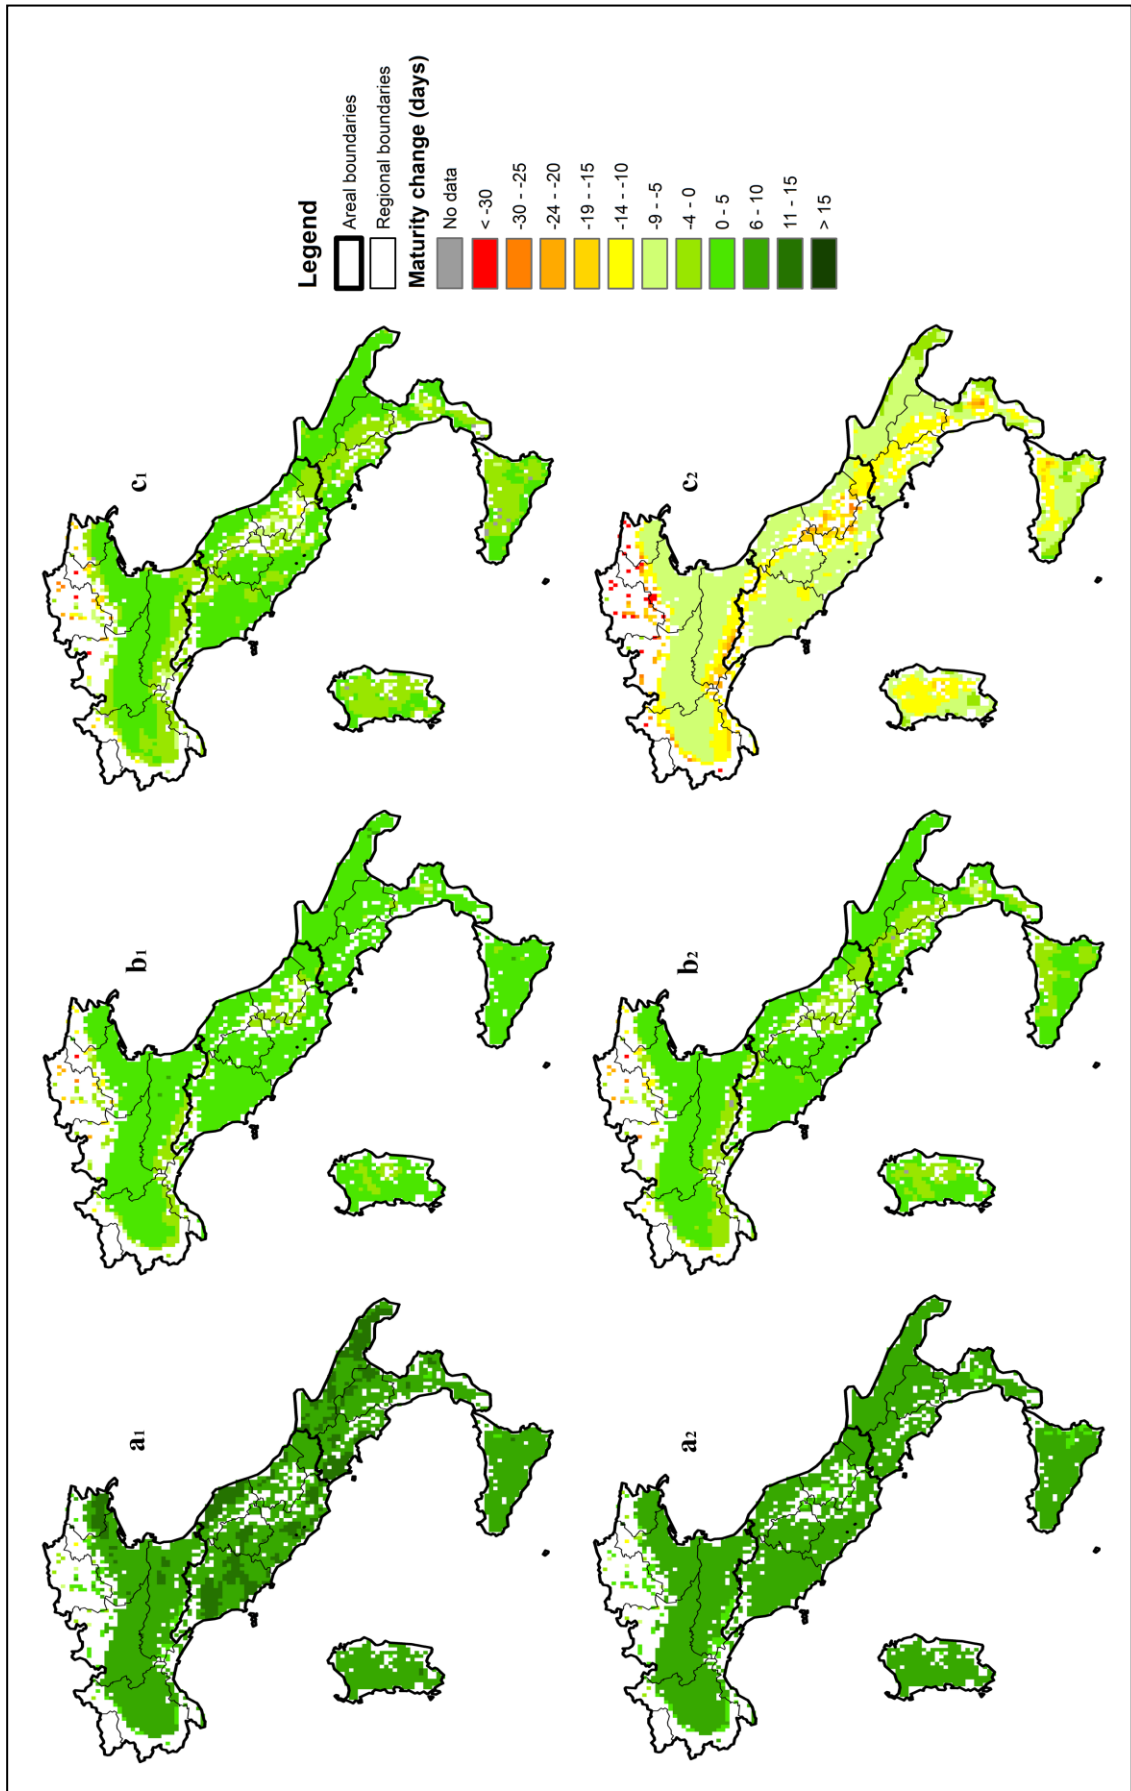 a1
b1
c1
a2
b2
c2
Legend
Areal boundaries
Regional boundaries
Maturity change (days)
No data
< -30
-30 - -25
-24 - -20
-19 - -15
-14 - -10
-9 - -5
-4 - 0
0 - 5
6 - 10
11 - 15
> 15